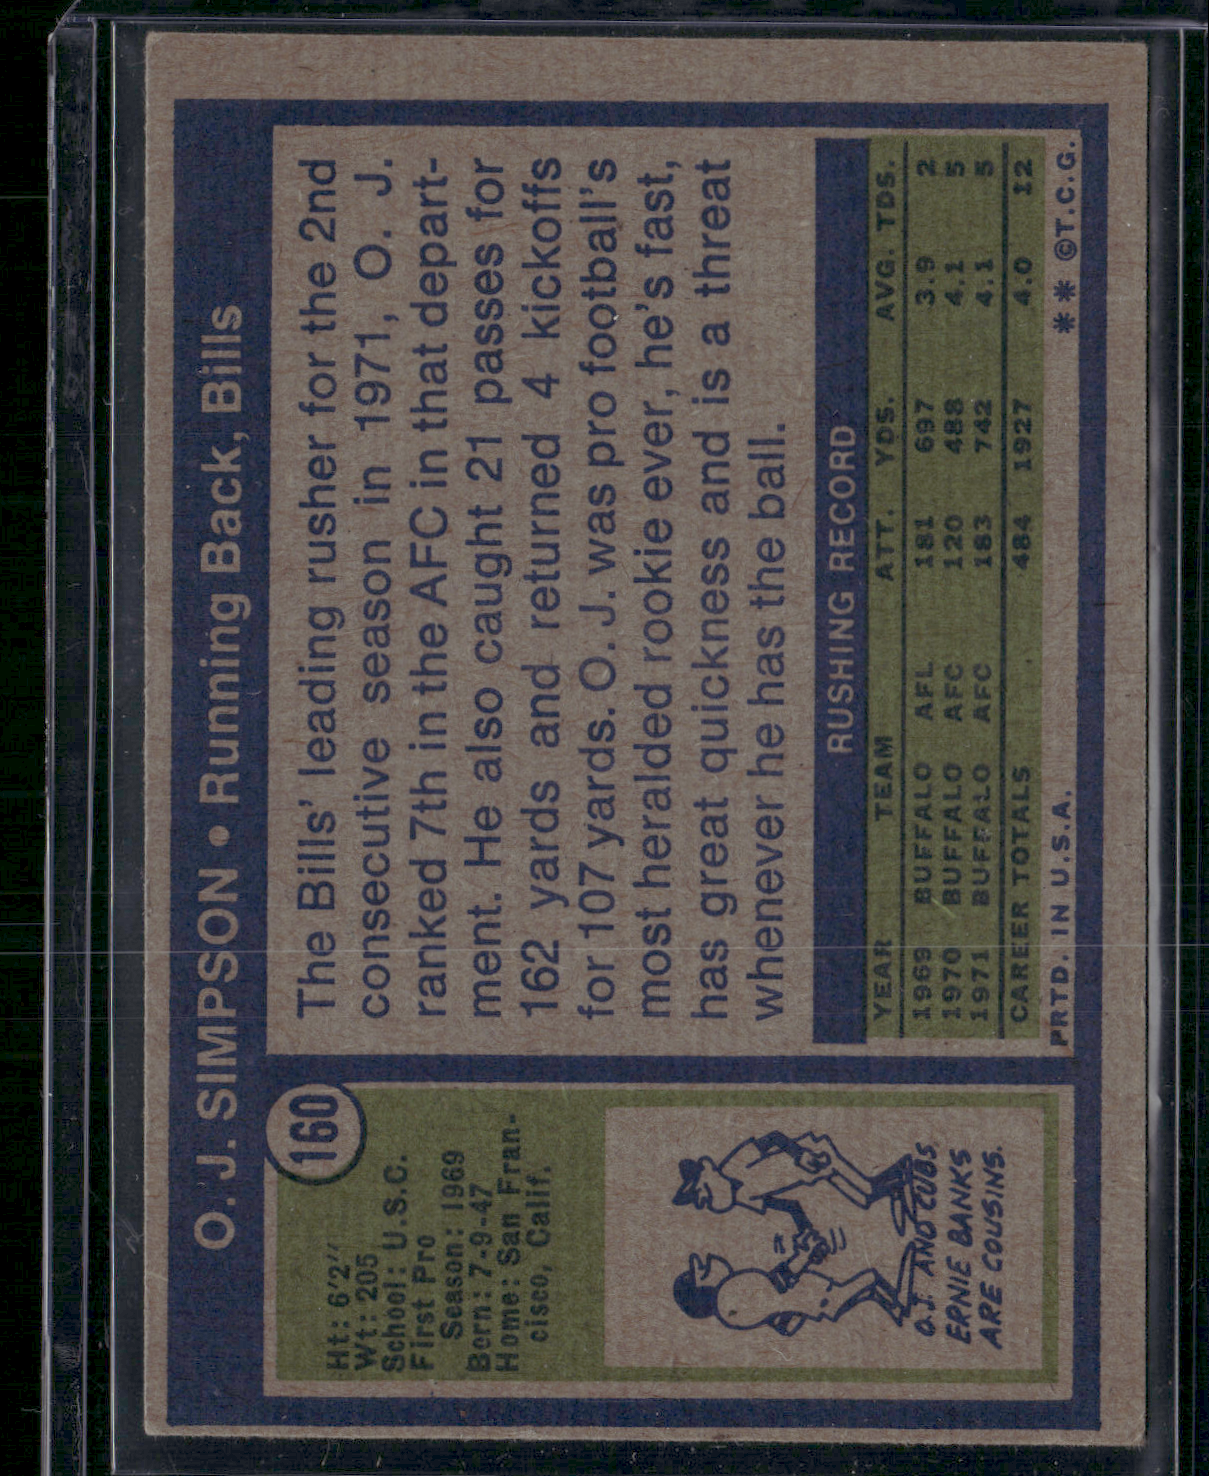 O. J. SIMPSON • Running Back, Bills
160
Ht: 6'2"
Wt: 205
School: U.S.C.
First Pro
Season: 1969
Born: 7-9-47
Home: San Fran-
cisco, Calif.
O.J. AND CUBS
ERNIE BANKS
ARE COUSINS.
The Bills' leading rusher for the 2nd
consecutive season in 1971, O. J.
ranked 7th in the AFC in that depart-
ment. He also caught 21 passes for
162 yards and returned 4 kickoffs
for 107 yards. O. J. was pro football's
most heralded rookie ever, he's fast,
has great quickness and is a threat
whenever he has the ball.
RUSHING RECORD
YEAR TEAM ATT. YDS. AVG. TDS.
1969 BUFFALO AFL 181 697 3.9 2
1970 BUFFALO AFC 120 488 4.1 5
1971 BUFFALO AFC 183 742 4.1 5
CAREER TOTALS 484 1927 4.0 12
PRTD. IN U.S.A. ** ©T.C.G.